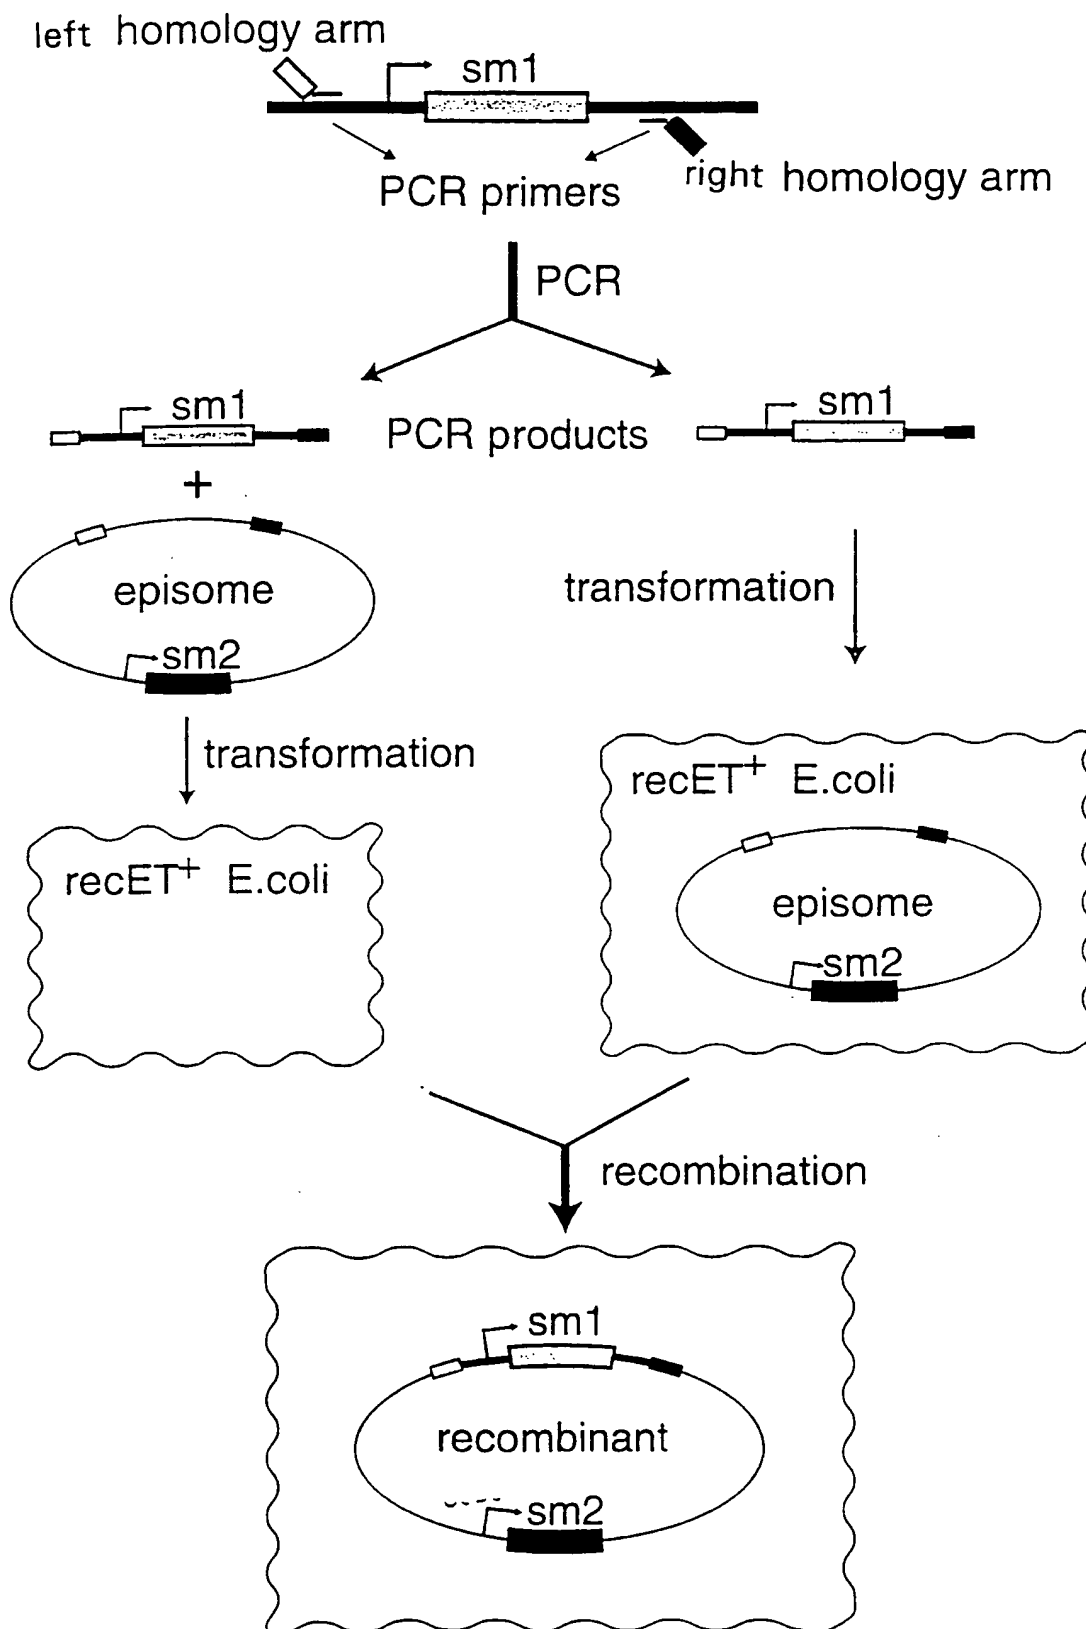 left homology arm
sm1
PCR primers
right homology arm
PCR
sm1
PCR products
sm1
+
episome
sm2
transformation
transformation
recET+ E.coli
recET+ E.coli
episome
sm2
recombination
sm1
recombinant
sm2